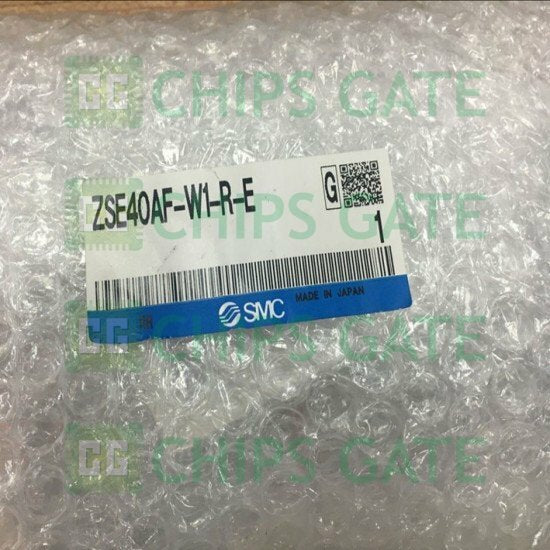 CHIPS GATE
ZSE40AF-W1-R-E
G
CHIPS GATE
1
SMC
MADE IN JAPAN
CHIPS GATE
CHIPS GATE